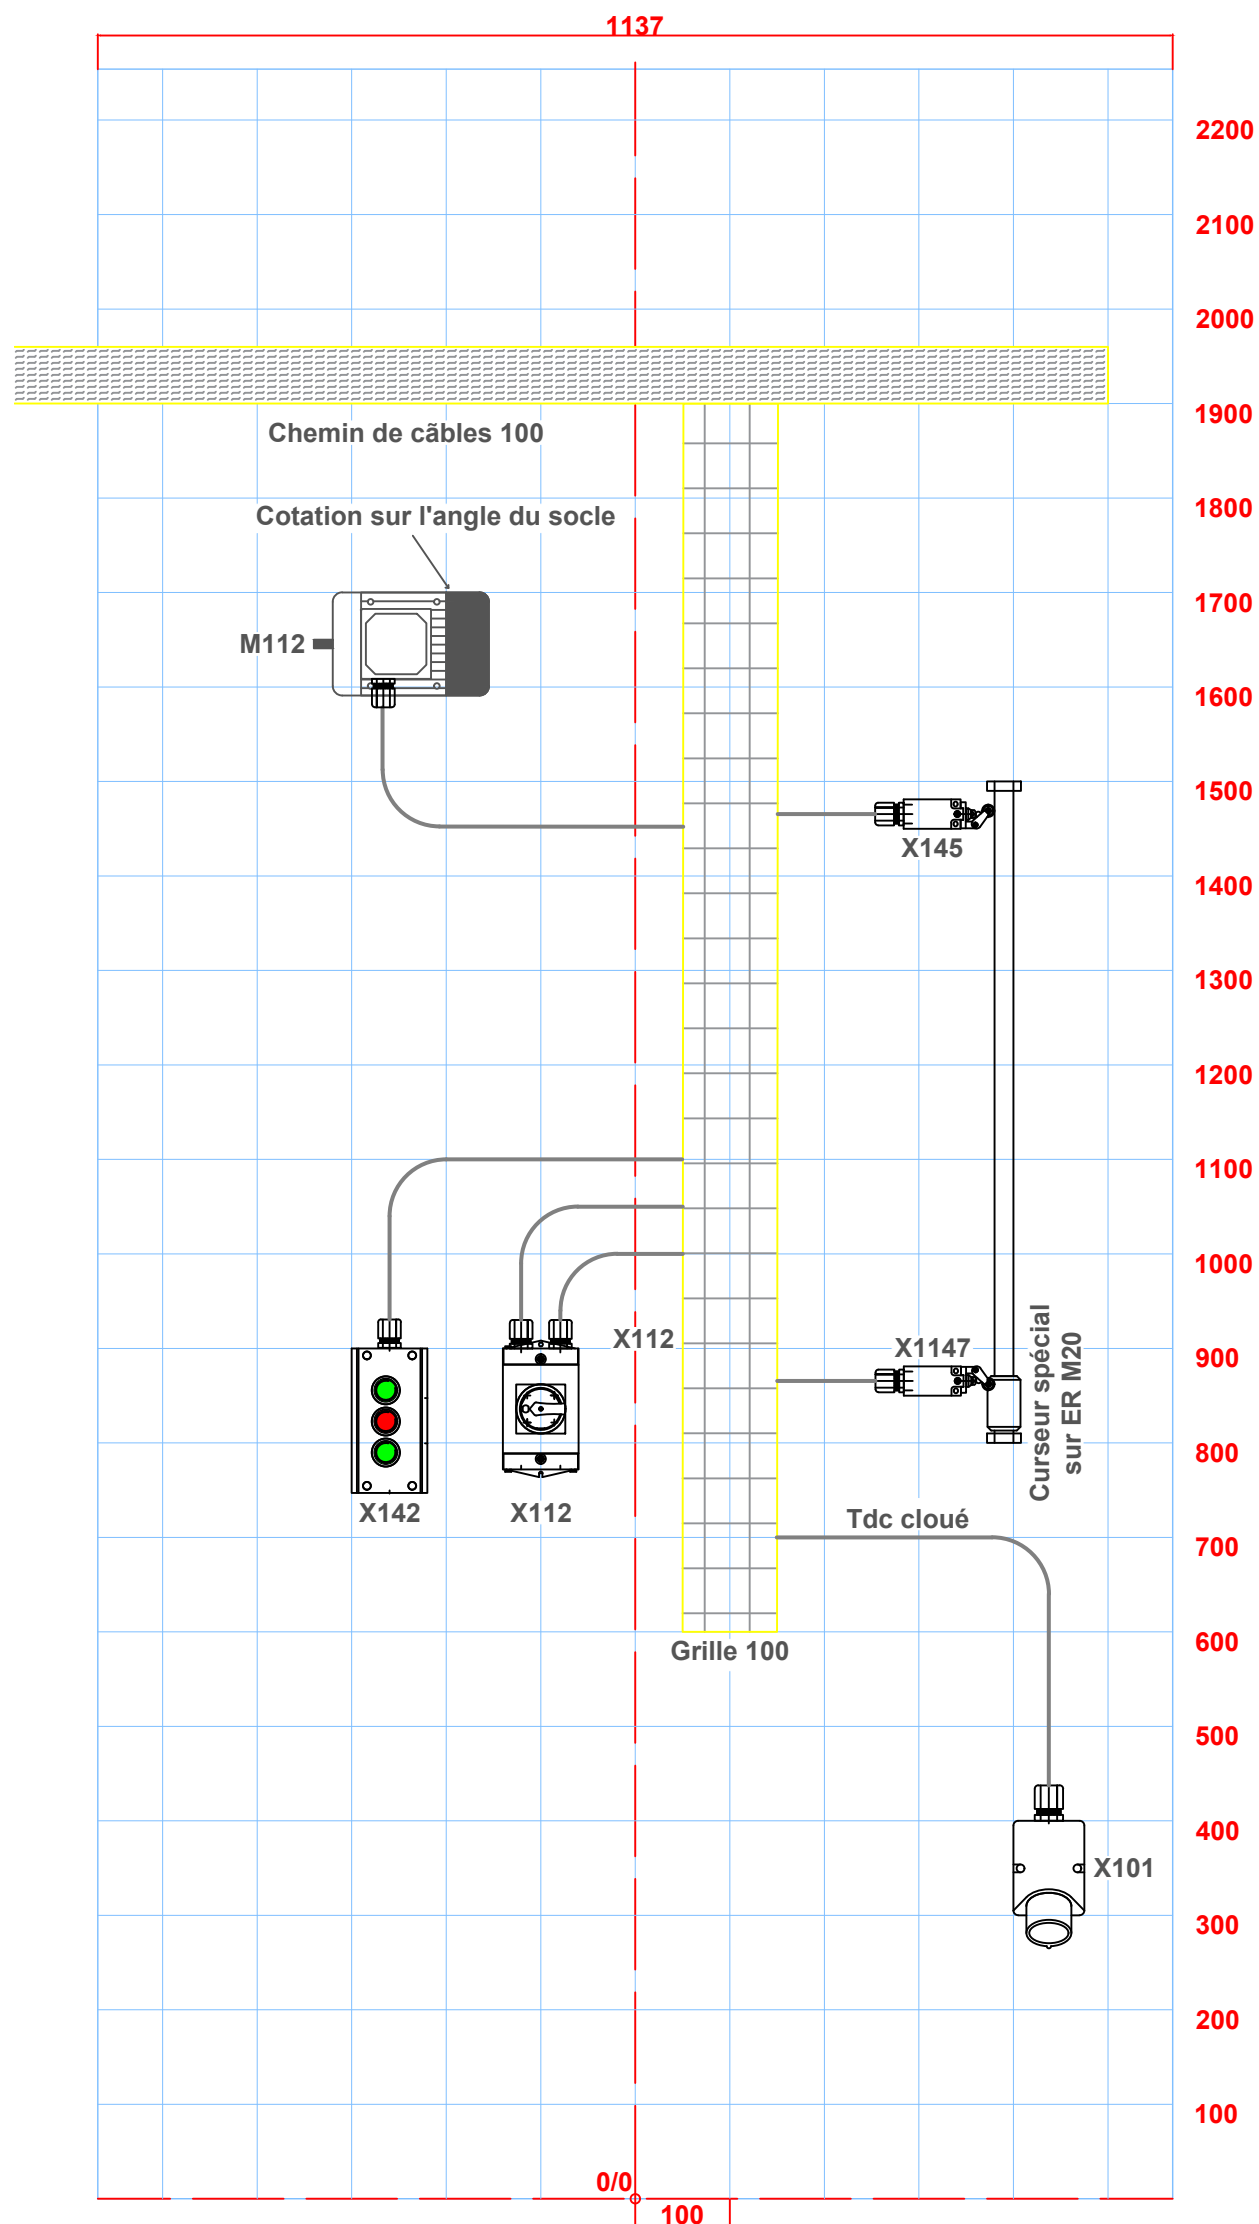 1137
2200
2100
2000
1900
Chemin de cãbles 100
1800
Cotation sur l'angle du socle
1700
M112
1600
1500
X145
1400
1300
1200
1100
1000
X112
X1147
900
Curseur spécial
sur ER M20
800
X142
X112
Tdc cloué
700
600
Grille 100
500
400
X101
300
200
100
0/0
100